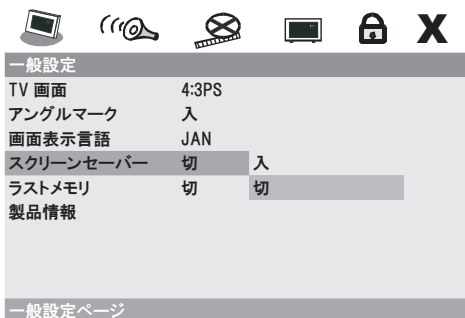 一般設定
TV 画面 4:3PS
アングルマーク 入
画面表示言語 JAN
スクリーンセーバー 切 入
ラストメモリ 切 切
製品情報
一般設定ページ